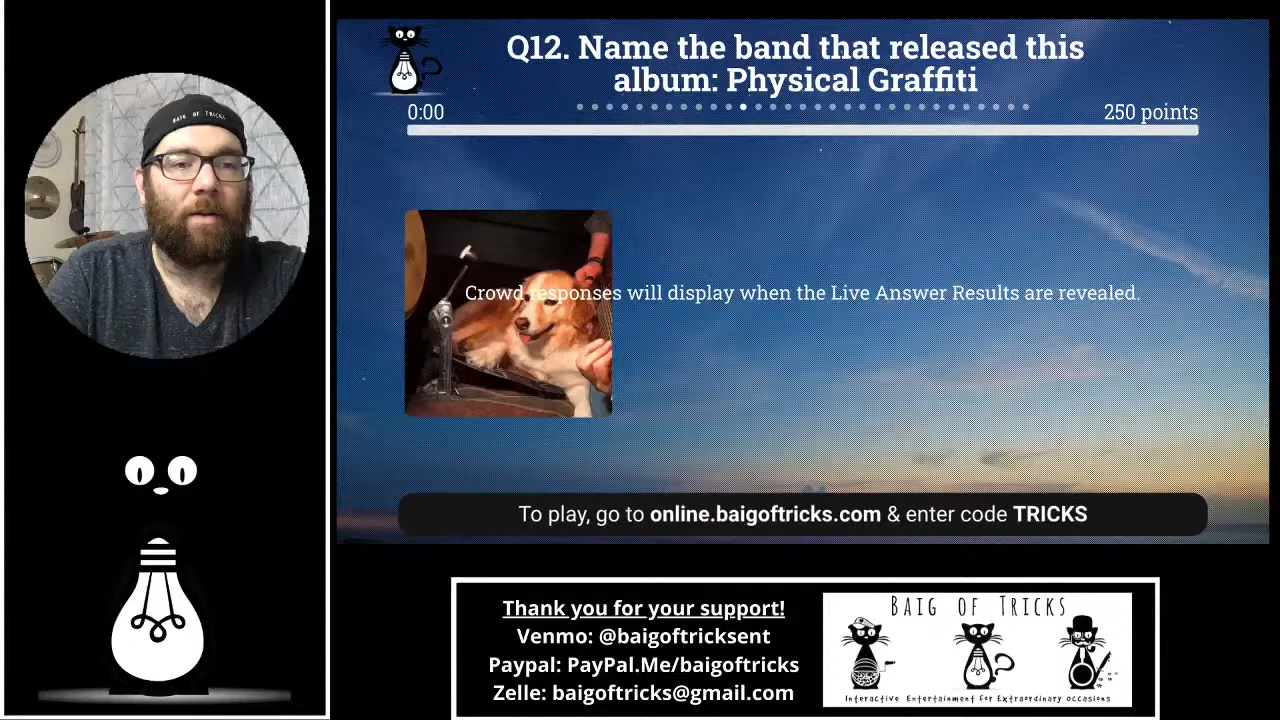 BAIG OF TRICKS
Q12. Name the band that released this
album: Physical Graffiti
0:00
250 points
Crowd responses will display when the Live Answer Results are revealed
To play, go to online.baigoftricks.com & enter code TRICKS
Thank you for your support!
Venmo: @baigoftricksent
Paypal: PayPal.Me/baigoftricks
Zelle: baigoftricks@gmail.com
BAIG OF TRICKS
Interactive Entertainment for Extraordinary occasions